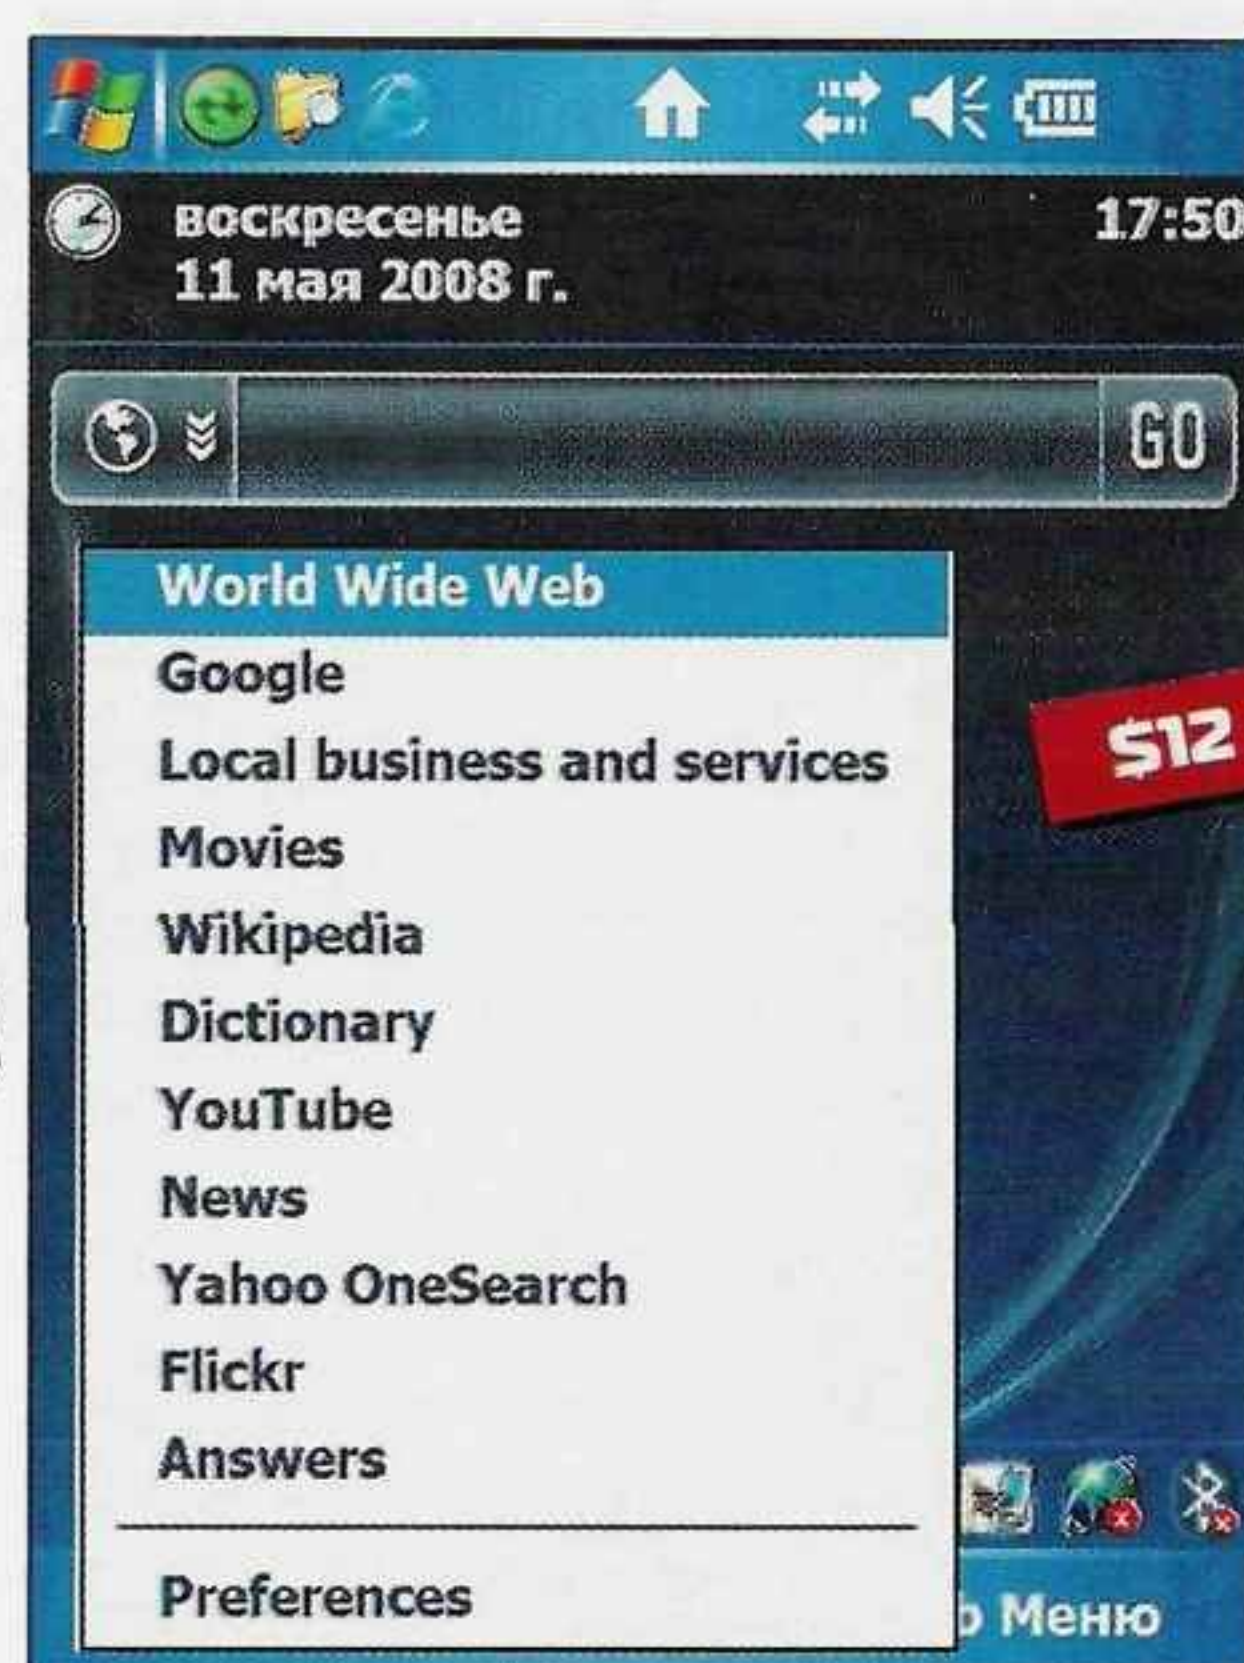 воскресенье
17:50
11 мая 2008 г.
GO
World Wide Web
Google
Local business and services
$12
Movies
Wikipedia
Dictionary
YouTube
News
Yahoo OneSearch
Flickr
Answers
Preferences
Меню